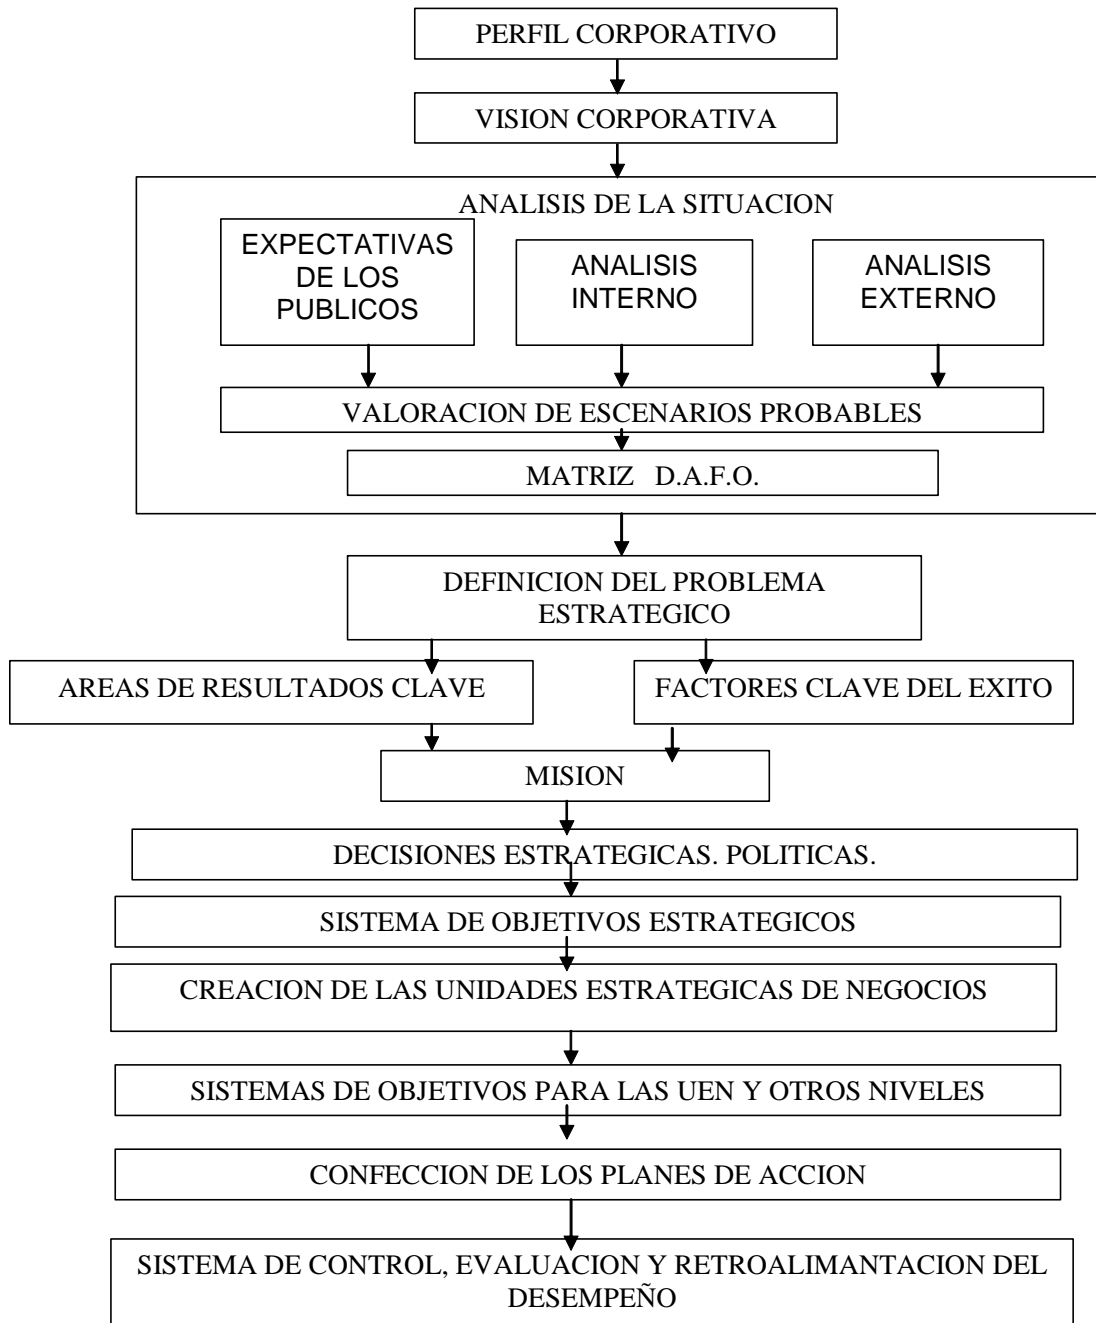 PERFIL CORPORATIVO
VISION CORPORATIVA
ANALISIS DE LA SITUACION
EXPECTATIVAS
DE LOS
PUBLICOS
ANALISIS
INTERNO
ANALISIS
EXTERNO
VALORACION DE ESCENARIOS PROBABLES
MATRIZ D.A.F.O.
DEFINICION DEL PROBLEMA
ESTRATEGICO
AREAS DE RESULTADOS CLAVE
FACTORES CLAVE DEL EXITO
MISION
DECISIONES ESTRATEGICAS. POLITICAS.
SISTEMA DE OBJETIVOS ESTRATEGICOS
CREACION DE LAS UNIDADES ESTRATEGICAS DE NEGOCIOS
SISTEMAS DE OBJETIVOS PARA LAS UEN Y OTROS NIVELES
CONFECCION DE LOS PLANES DE ACCION
SISTEMA DE CONTROL, EVALUACION Y RETROALIMANTACION DEL
DESEMPEÑO